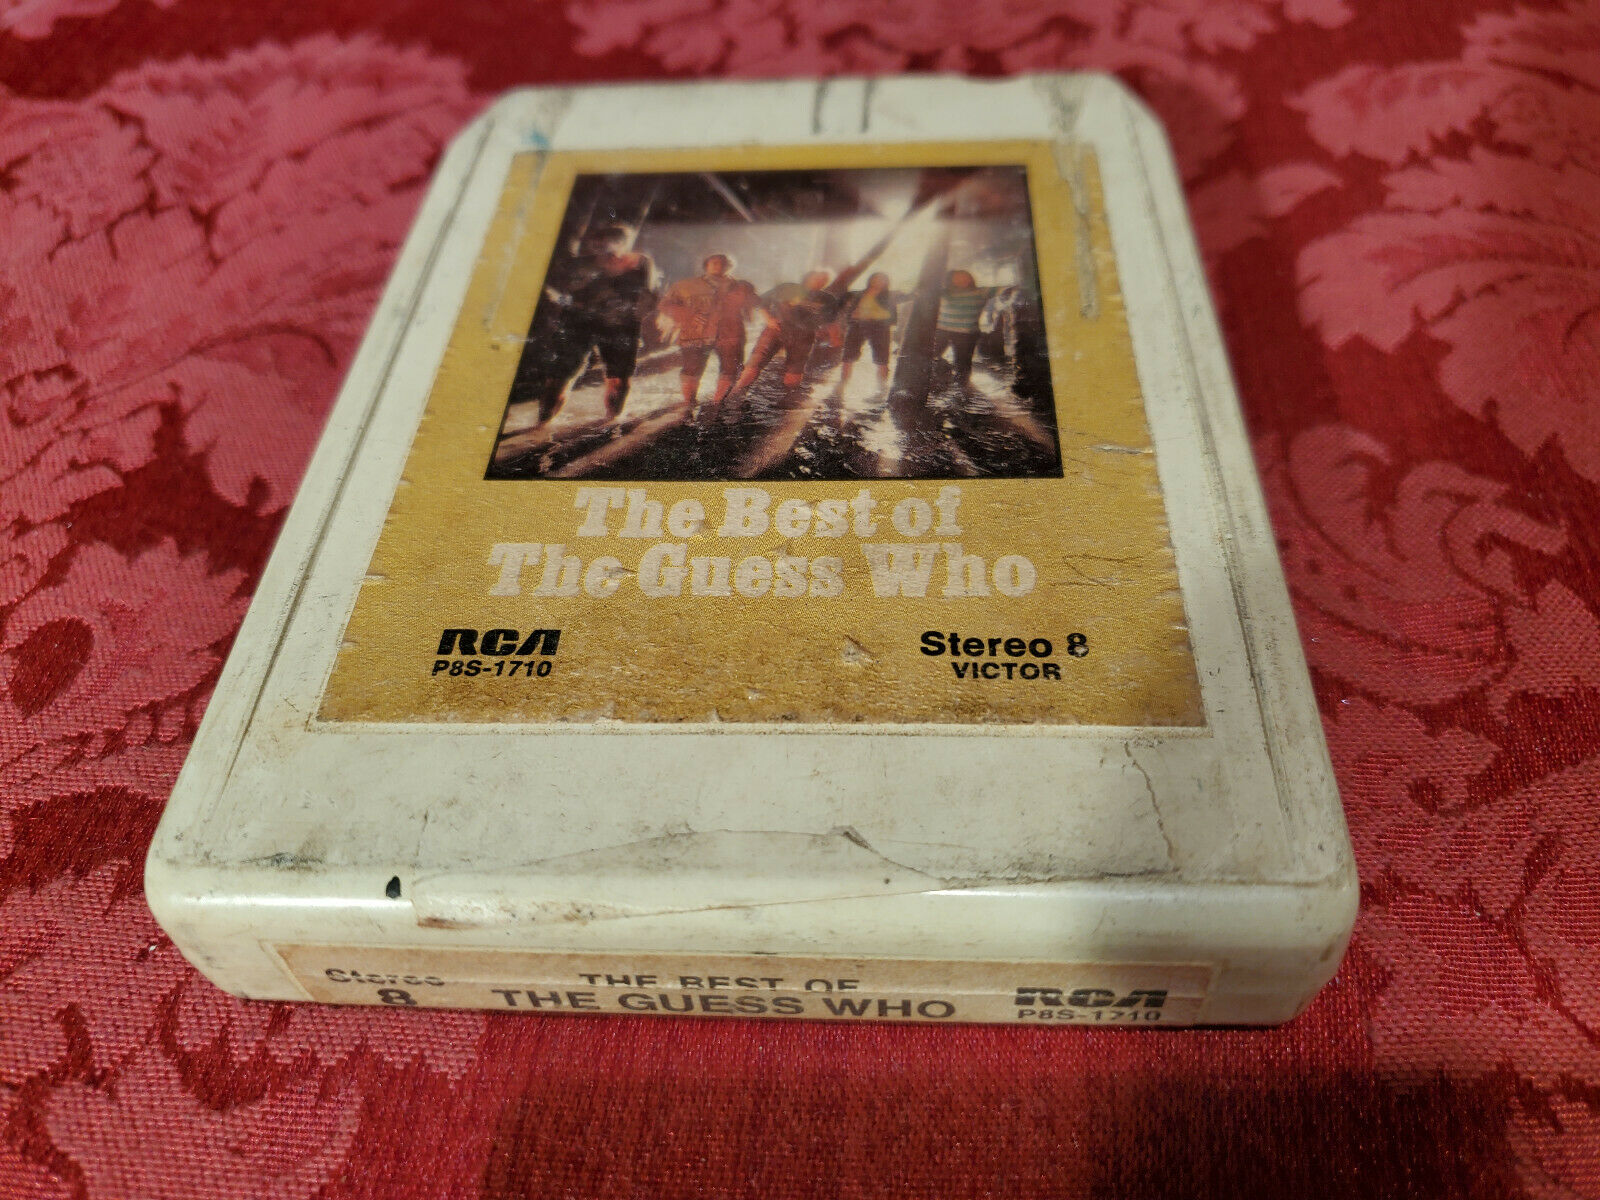 The Best of
The Guess Who
RCA Stereo 8
P8S-1710 VICTOR
Stereo THE BEST OF RCA
8 THE GUESS WHO P8S-1710